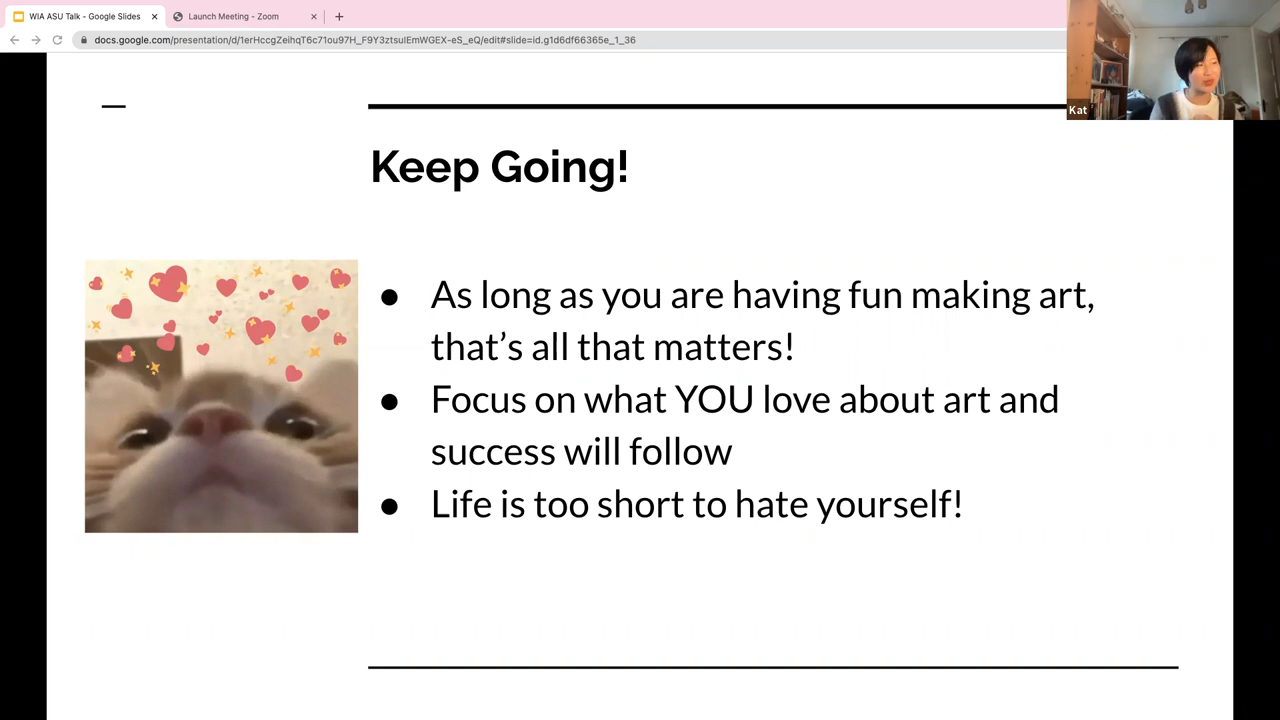 WIA ASU Talk - Google Slides
Launch Meeting - Zoom
docs.google.com/presentation/d/1erHccgZeihqT6c71ou97H_F9Y3ztsulEmWGEX-eS_eQ/edit#slide=id.g1d6df66365e_1_36
Kat
Keep Going!
● As long as you are having fun making art,
that’s all that matters!
● Focus on what YOU love about art and
success will follow
● Life is too short to hate yourself!